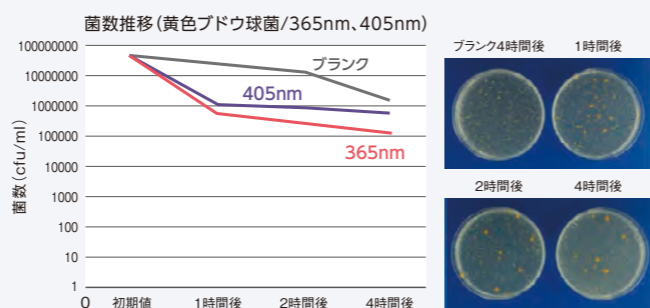 菌数推移(黄色ブドウ球菌/365nm、405nm)
菌数(cfu/ml)
100000000
10000000
1000000
100000
10000
1000
100
10
1
0 初期値 1時間後 2時間後 4時間後
ブランク
405nm
365nm
ブランク4時間後 1時間後
2時間後 4時間後